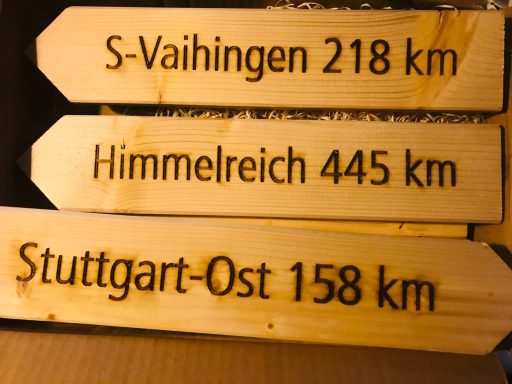 S-Vaihingen 218 km
Himmelreich 445 km
Stuttgart-Ost 158 km